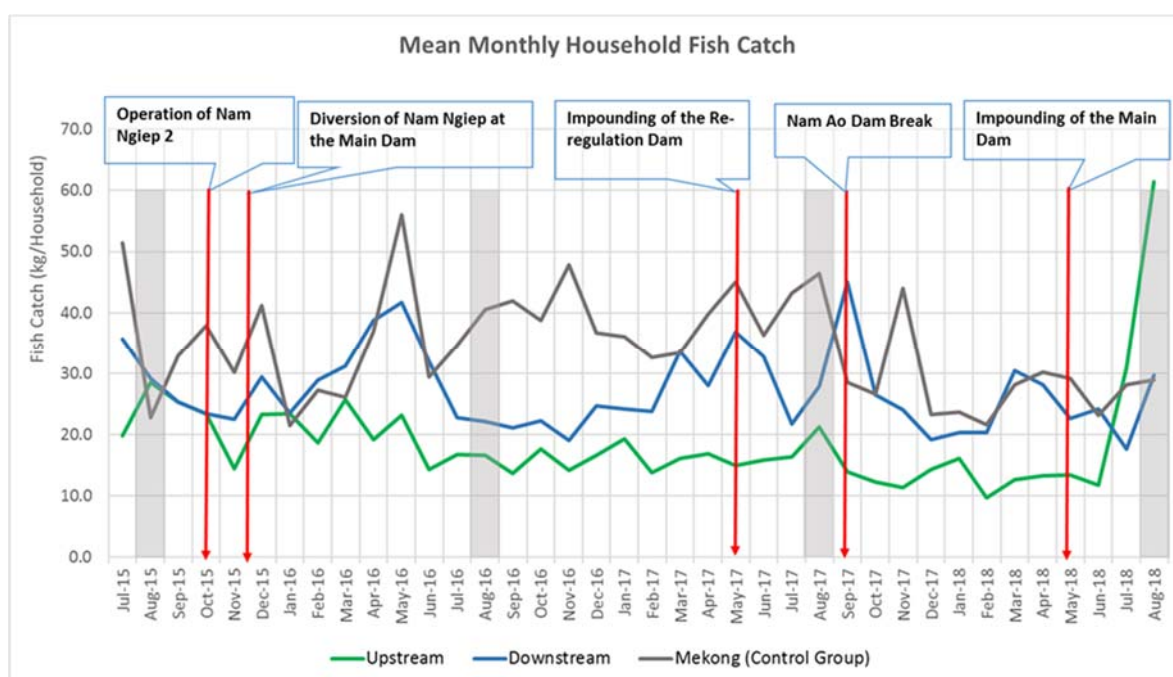 Mean Monthly Household Fish Catch
Operation of Nam
Ngiep 2
Diversion of Nam Ngiep at
the Main Dam
Impounding of the Re-
regulation Dam
Nam Ao Dam Break
Impounding of the Main
Dam
Fish Catch (kg/Household)
70.0
60.0
50.0
40.0
30.0
20.0
10.0
0.0
Jul-15
Aug-15
Sep-15
Oct-15
Nov-15
Dec-15
Jan-16
Feb-16
Mar-16
Apr-16
May-16
Jun-16
Jul-16
Aug-16
Sep-16
Oct-16
Nov-16
Dec-16
Jan-17
Feb-17
Mar-17
Apr-17
May-17
Jun-17
Jul-17
Aug-17
Sep-17
Oct-17
Nov-17
Dec-17
Jan-18
Feb-18
Mar-18
Apr-18
May-18
Jun-18
Jul-18
Aug-18
Upstream
Downstream
Mekong (Control Group)